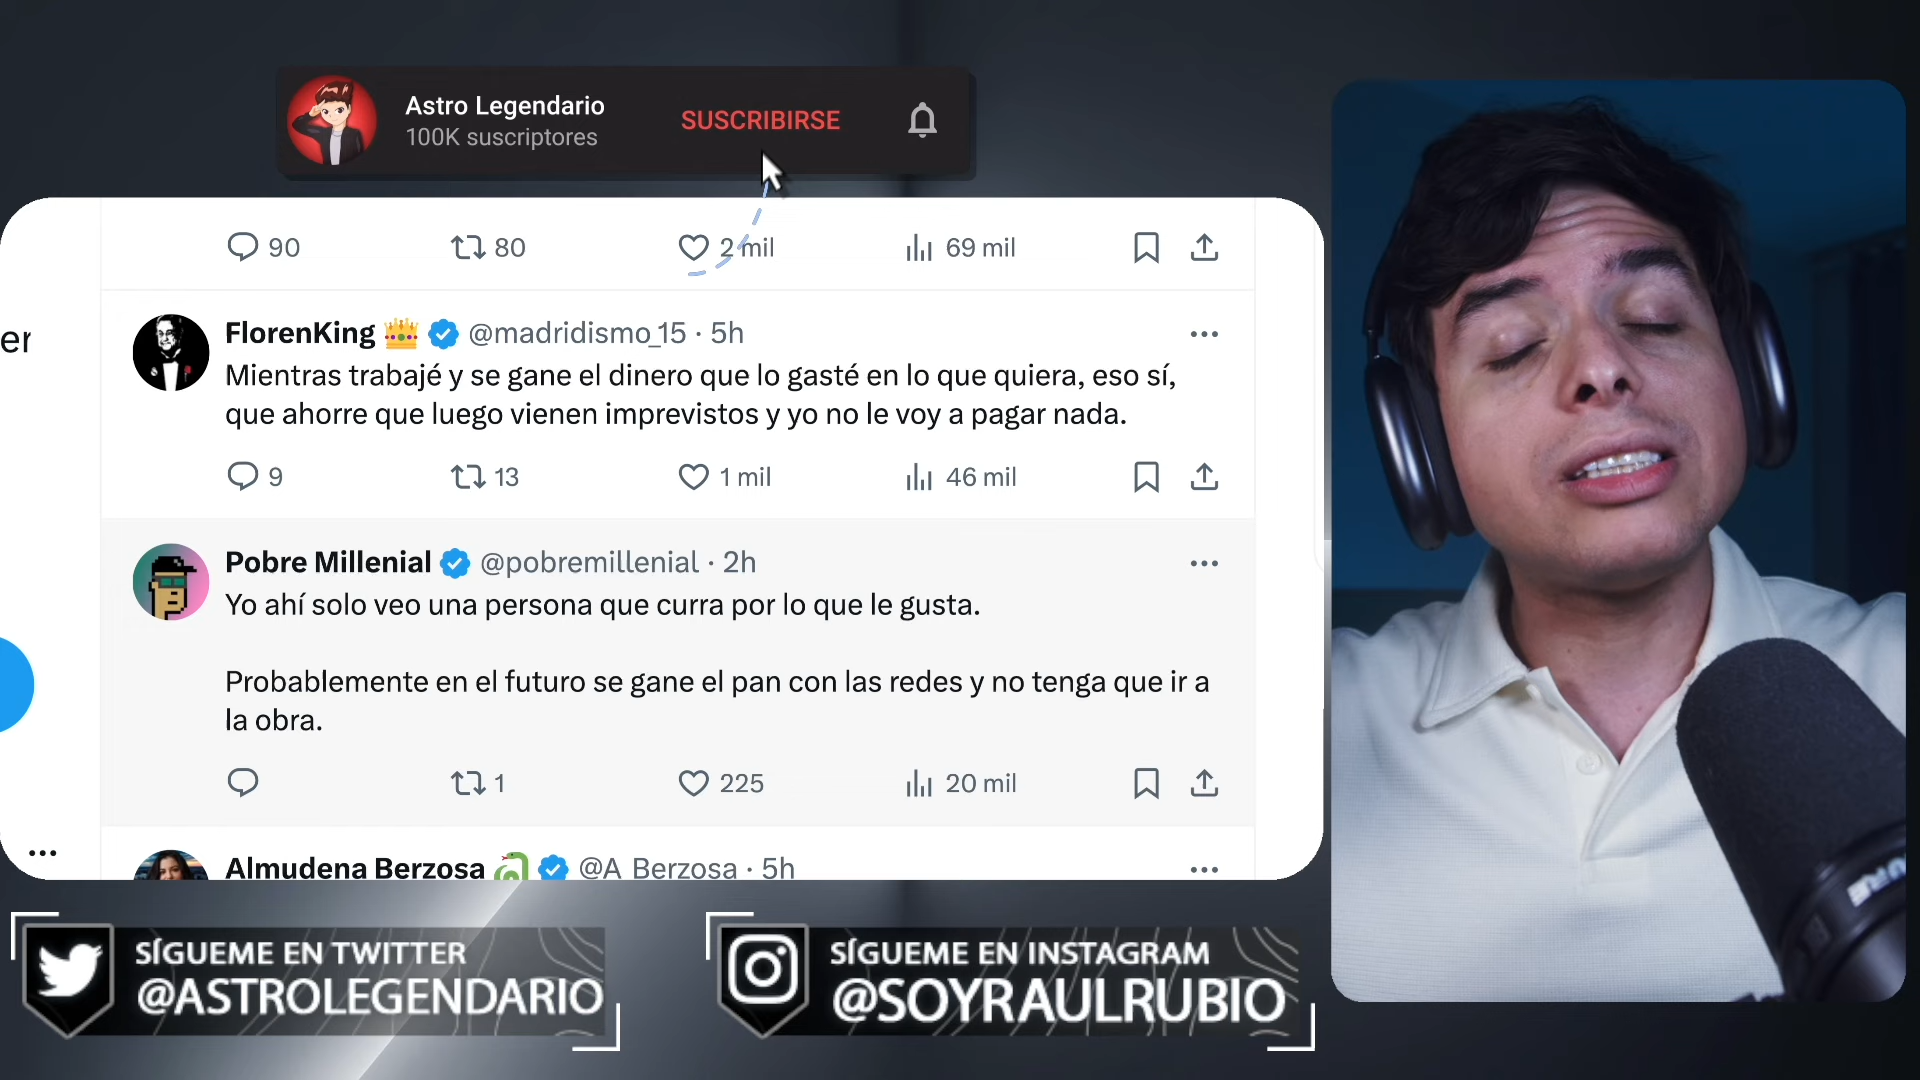 Astro Legendario
100K suscriptores
SUSCRIBIRSE
90
80
2 mil
69 mil
er
FlorenKing @madridismo_15 · 5h
Mientras trabajé y se gane el dinero que lo gasté en lo que quiera, eso sí,
que ahorre que luego vienen imprevistos y yo no le voy a pagar nada.
9
13
1 mil
46 mil
Pobre Millenial @pobremillenial · 2h
Yo ahí solo veo una persona que curra por lo que le gusta.
Probablemente en el futuro se gane el pan con las redes y no tenga que ir a
la obra.
1
225
20 mil
Almudena Berzosa @A Berzosa · 5h
SÍGUEME EN TWITTER
@ASTROLEGENDARIO
SÍGUEME EN INSTAGRAM
@SOYRAULRUBIO